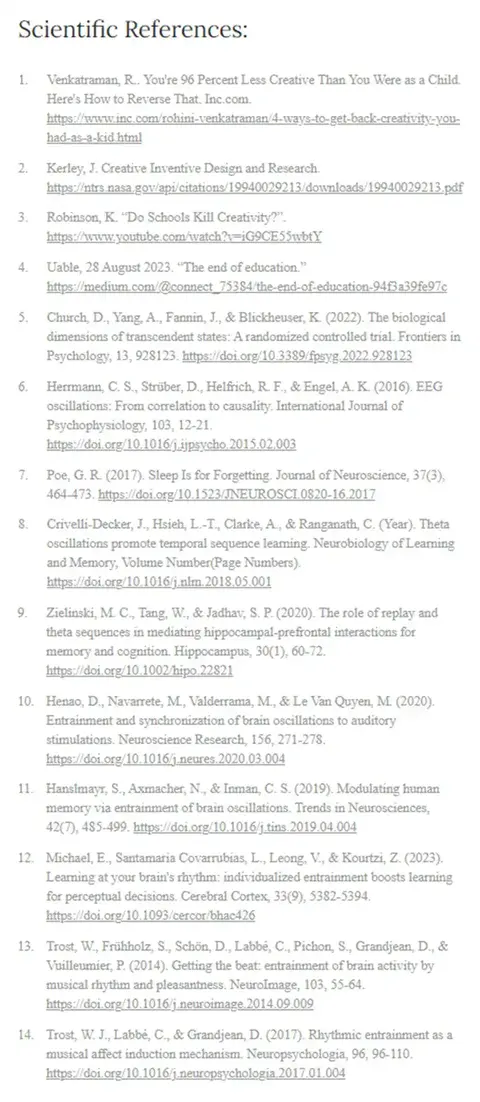 Scientific References:
1. Venkatraman, R.. You're 96 Percent Less Creative Than You Were as a Child.
Here's How to Reverse That. Inc.com.
https://www.inc.com/rohini-venkatraman/4-ways-to-get-back-creativity-you-
had-as-a-kid.html
2. Kerley, J. Creative Inventive Design and Research.
https://ntrs.nasa.gov/api/citations/19940029213/downloads/19940029213.pdf
3. Robinson, K. “Do Schools Kill Creativity?”.
https://www.youtube.com/watch?v=iG9CE55wbtY
4. Uable, 28 August 2023. “The end of education.”
https://medium.com/@connect_75384/the-end-of-education-94f3a39fe97c
5. Church, D., Yang, A., Fannin, J., & Blickheuser, K. (2022). The biological
dimensions of transcendent states: A randomized controlled trial. Frontiers in
Psychology, 13, 928123. https://doi.org/10.3389/fpsyg.2022.928123
6. Herrmann, C. S., Strüber, D., Helfrich, R. F., & Engel, A. K. (2016). EEG
oscillations: From correlation to causality. International Journal of
Psychophysiology, 103, 12-21.
https://doi.org/10.1016/j.ijpsycho.2015.02.003
7. Poe, G. R. (2017). Sleep Is for Forgetting. Journal of Neuroscience, 37(3),
464-473. https://doi.org/10.1523/JNEUROSCI.0820-16.2017
8. Crivelli-Decker, J., Hsieh, L.-T., Clarke, A., & Ranganath, C. (Year). Theta
oscillations promote temporal sequence learning. Neurobiology of Learning
and Memory, Volume Number(Page Numbers).
https://doi.org/10.1016/j.nlm.2018.05.001
9. Zielinski, M. C., Tang, W., & Jadhav, S. P. (2020). The role of replay and
theta sequences in mediating hippocampal-prefrontal interactions for
memory and cognition. Hippocampus, 30(1), 60-72.
https://doi.org/10.1002/hipo.22821
10. Henao, D., Navarrete, M., Valderrama, M., & Le Van Quyen, M. (2020).
Entrainment and synchronization of brain oscillations to auditory
stimulations. Neuroscience Research, 156, 271-278.
https://doi.org/10.1016/j.neures.2020.03.004
11. Hanslmayr, S., Axmacher, N., & Inman, C. S. (2019). Modulating human
memory via entrainment of brain oscillations. Trends in Neurosciences,
42(7), 485-499. https://doi.org/10.1016/j.tins.2019.04.004
12. Michael, E., Santamaria Covarrubias, L., Leong, V., & Kourtzi, Z. (2023).
Learning at your brain's rhythm: individualized entrainment boosts learning
for perceptual decisions. Cerebral Cortex, 33(9), 5382-5394.
https://doi.org/10.1093/cercor/bhac426
13. Trost, W., Frühholz, S., Schön, D., Labbé, C., Pichon, S., Grandjean, D., &
Vuilleumier, P. (2014). Getting the beat: entrainment of brain activity by
musical rhythm and pleasantness. NeuroImage, 103, 55-64.
https://doi.org/10.1016/j.neuroimage.2014.09.009
14. Trost, W. J., Labbé, C., & Grandjean, D. (2017). Rhythmic entrainment as a
musical affect induction mechanism. Neuropsychologia, 96, 96-110.
https://doi.org/10.1016/j.neuropsychologia.2017.01.004